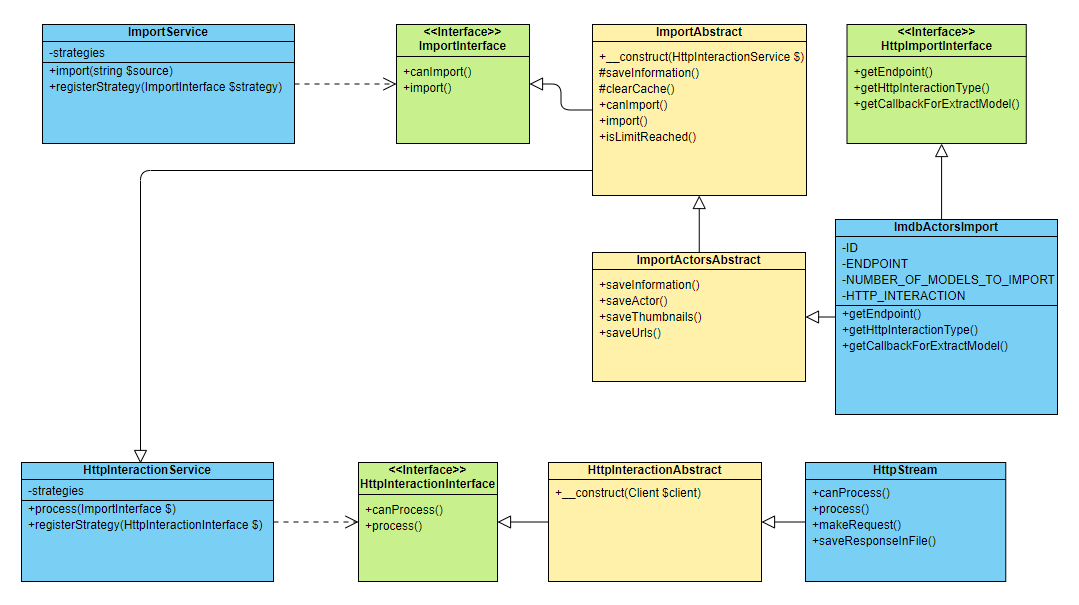 ImportService
-strategies
+import(string $source)
+registerStrategy(ImportInterface $strategy)
<<Interface>>
ImportInterface
+canImport()
+import()
ImportAbstract
+__construct(HttpInteractionService $)
#saveInformation()
#clearCache()
+canImport()
+import()
+isLimitReached()
<<Interface>>
HttpImportInterface
+getEndpoint()
+getHttpInteractionType()
+getCallbackForExtractModel()
ImportActorsAbstract
+saveInformation()
+saveActor()
+saveThumbnails()
+saveUrls()
ImdbActorsImport
-ID
-ENDPOINT
-NUMBER_OF_MODELS_TO_IMPORT
-HTTP_INTERACTION
+getEndpoint()
+getHttpInteractionType()
+getCallbackForExtractModel()
HttpInteractionService
-strategies
+process(ImportInterface $)
+registerStrategy(HttpInteractionInterface $)
<<Interface>>
HttpInteractionInterface
+canProcess()
+process()
HttpInteractionAbstract
+__construct(Client $client)
HttpStream
+canProcess()
+process()
+makeRequest()
+saveResponseInFile()